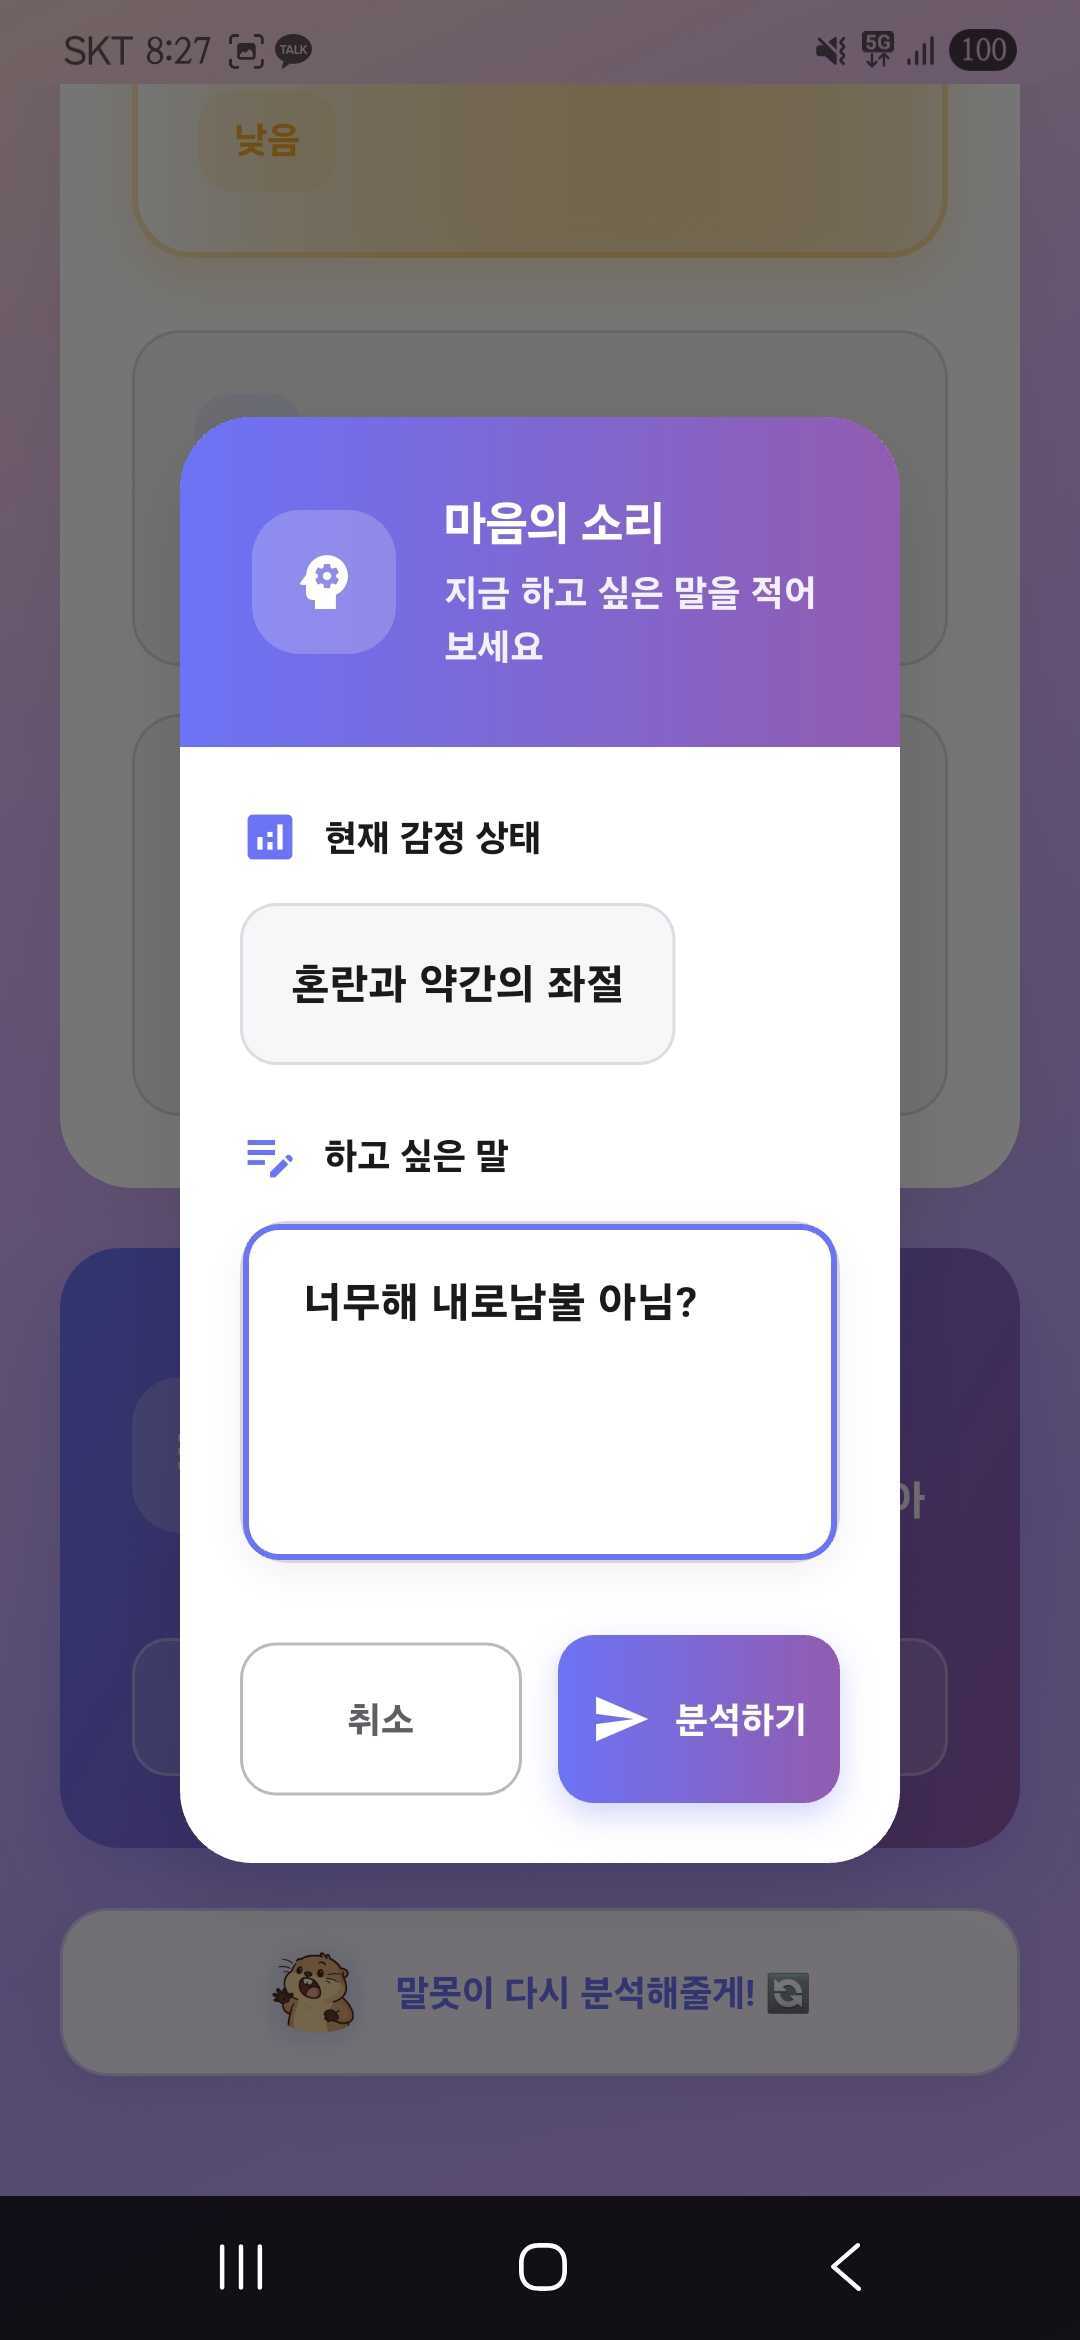 SKT 8:27 TALK 5G 100
낮음
마음의 소리
지금 하고 싶은 말을 적어
보세요
현재 감정 상태
혼란과 약간의 좌절
하고 싶은 말
너무해 내로남불 아님?
아
취소
분석하기
말못이 다시 분석해줄게!